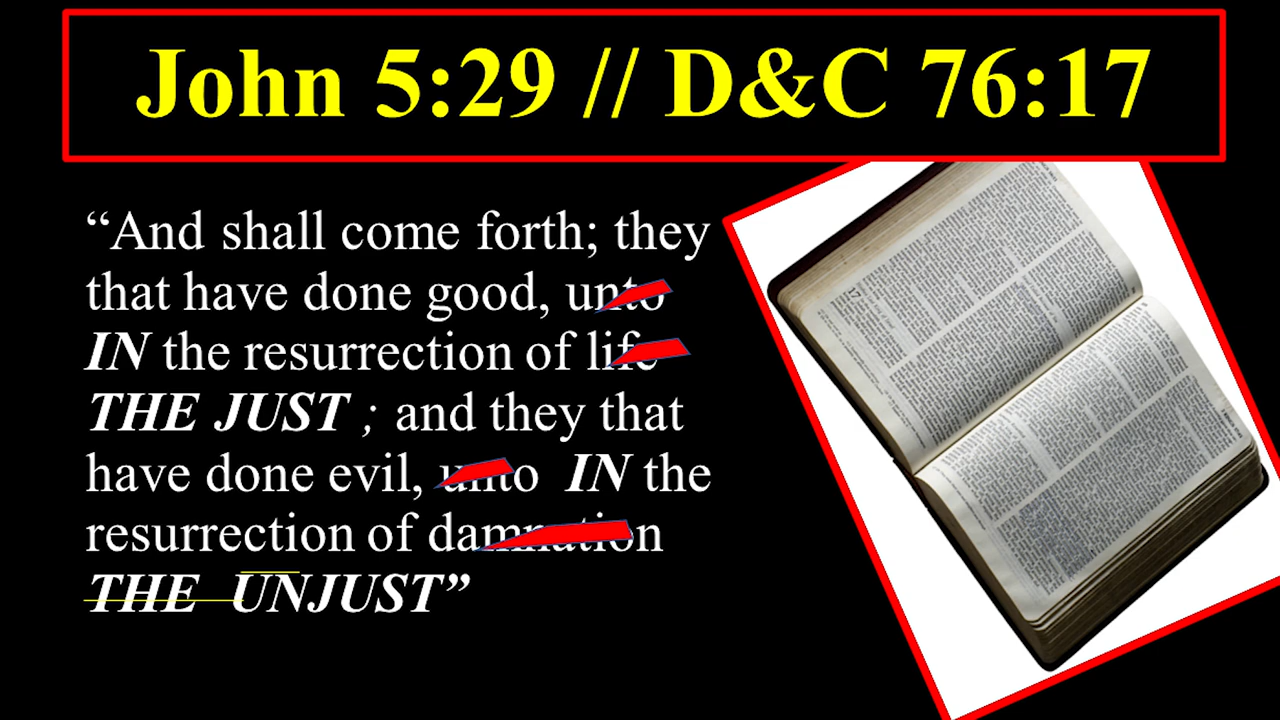 John 5:29 // D&C 76:17
“And shall come forth; they
that have done good, unto
IN the resurrection of life
THE JUST ; and they that
have done evil, unto IN the
resurrection of damnation
THE UNJUST”